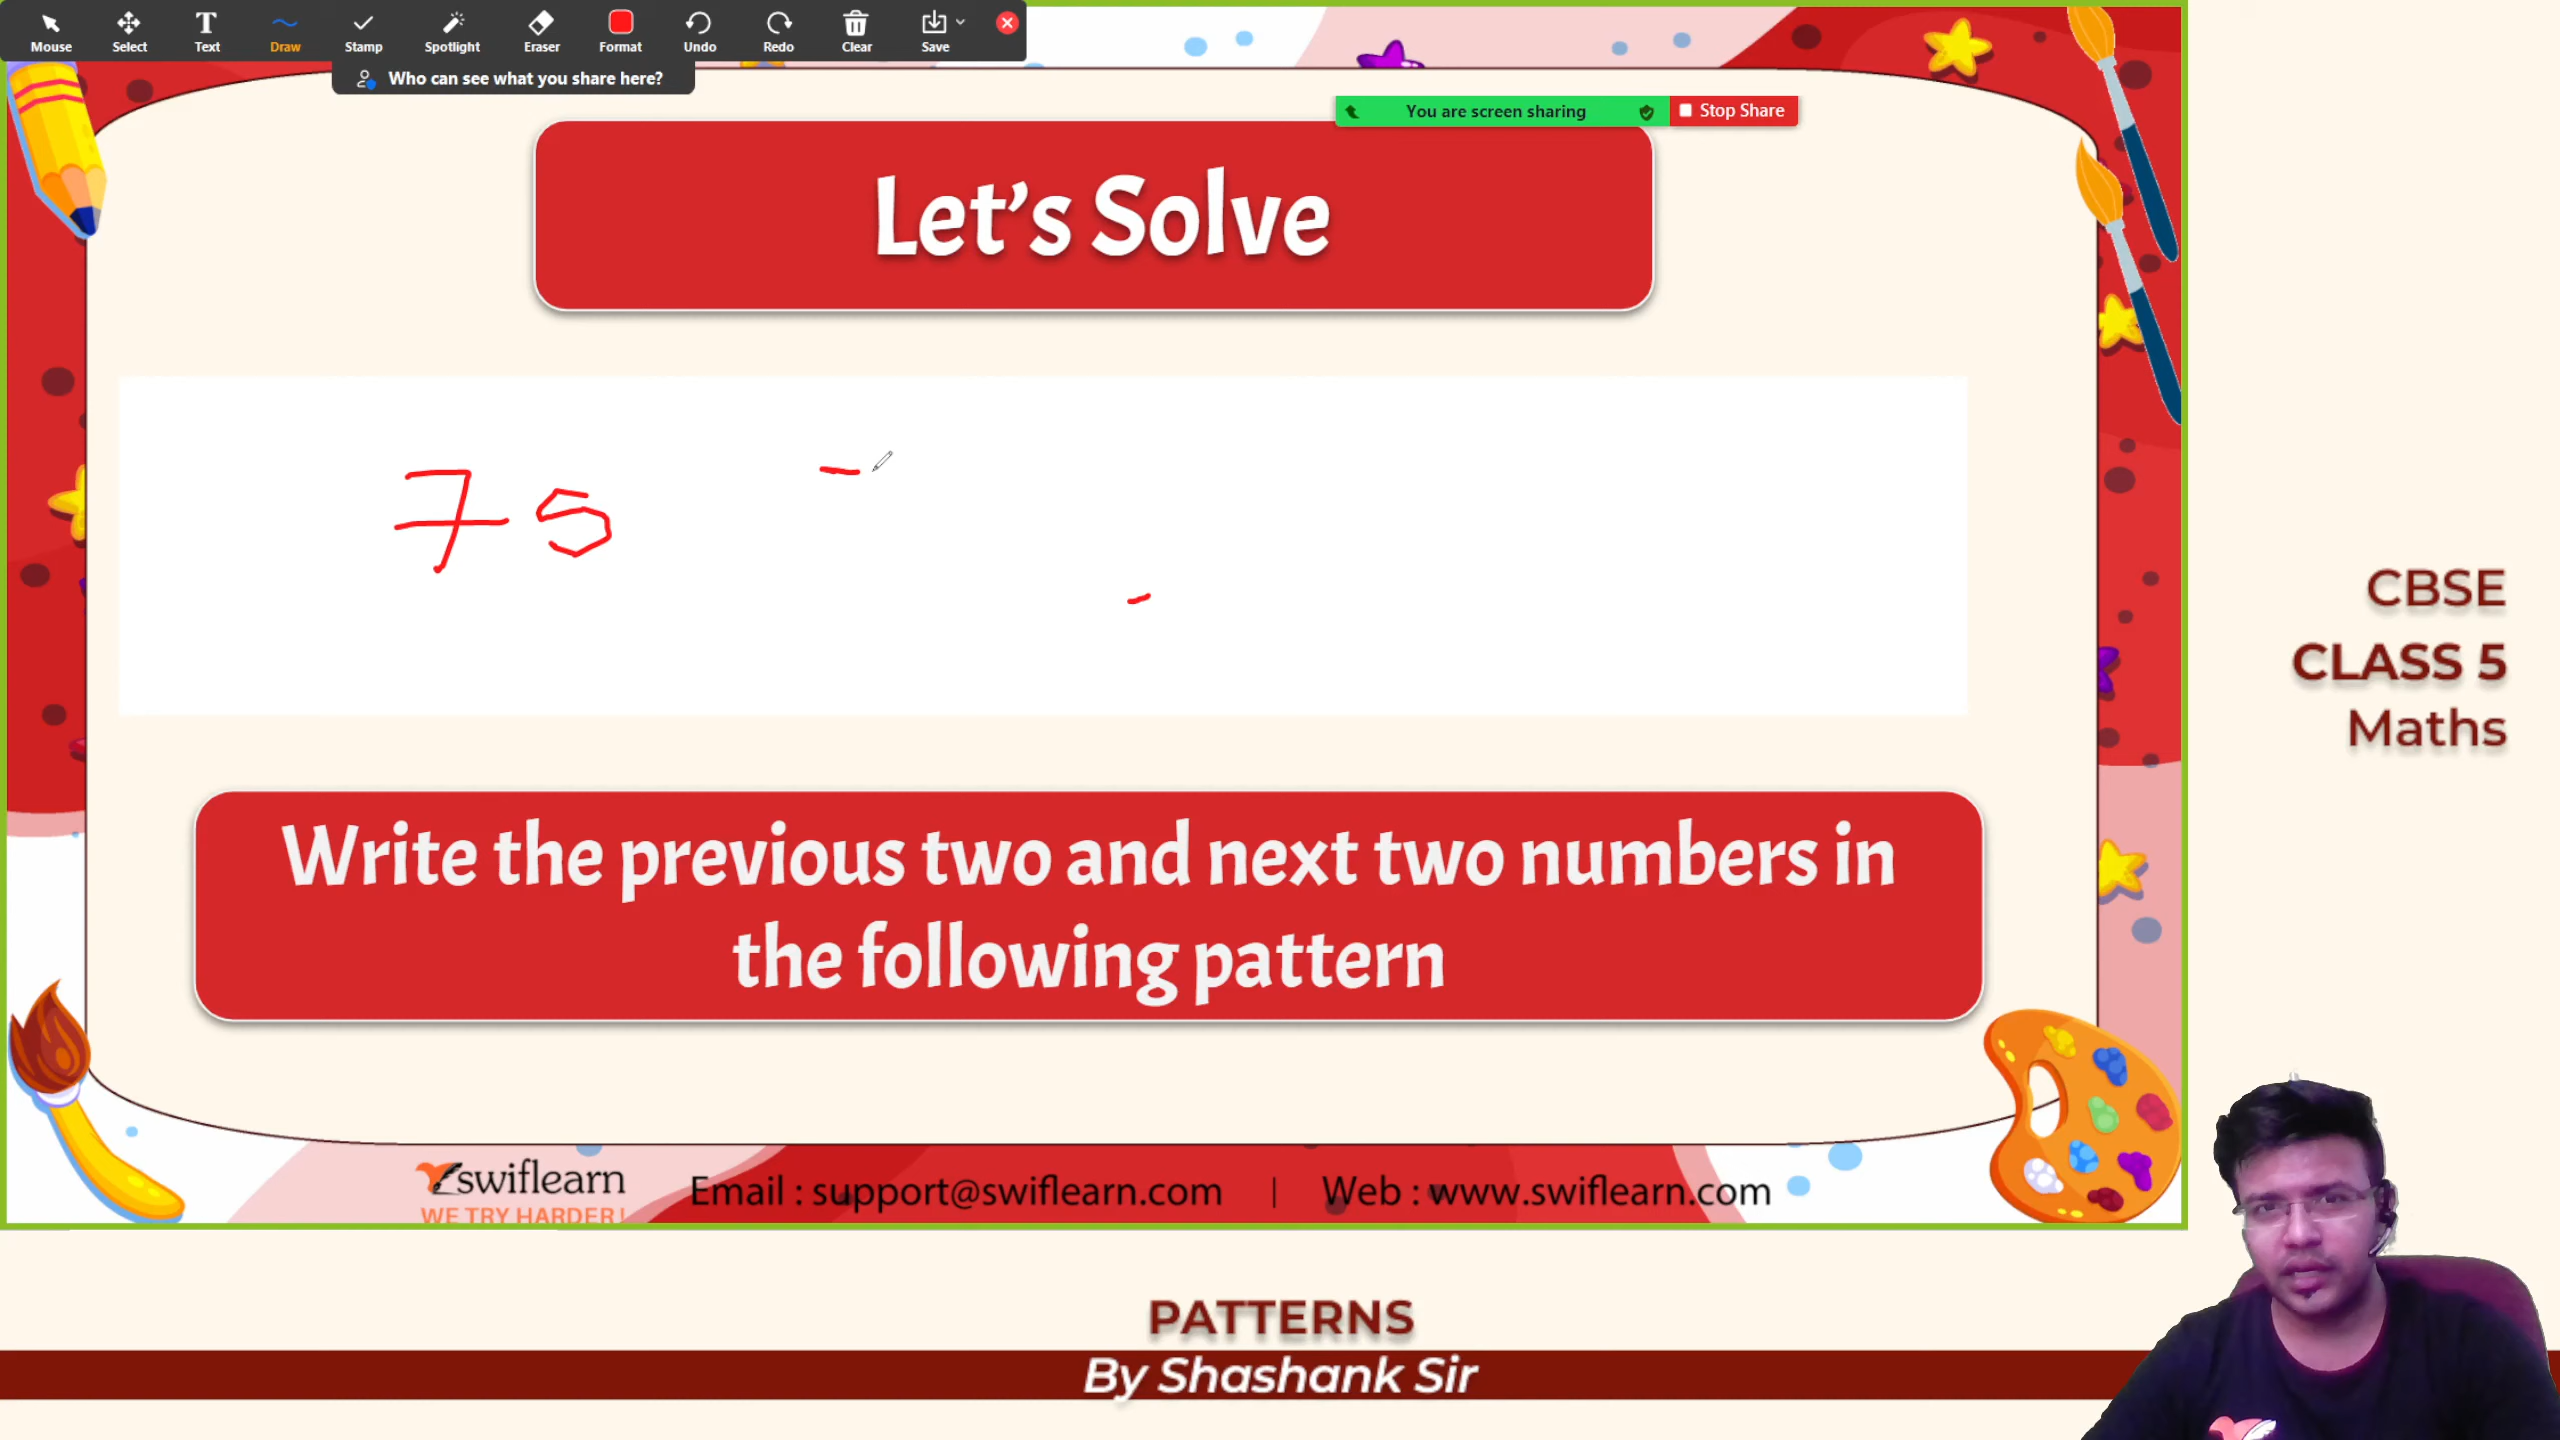 Mouse Select Text Draw Stamp Spotlight Eraser Format Undo Redo Clear Save
Who can see what you share here?
You are screen sharing Stop Share
Let's Solve
75
CBSE
CLASS 5
Maths
Write the previous two and next two numbers in
the following pattern
swiflearn
WE TRY HARDER!
Email : support@swiflearn.com | Web : www.swiflearn.com
PATTERNS
By Shashank Sir